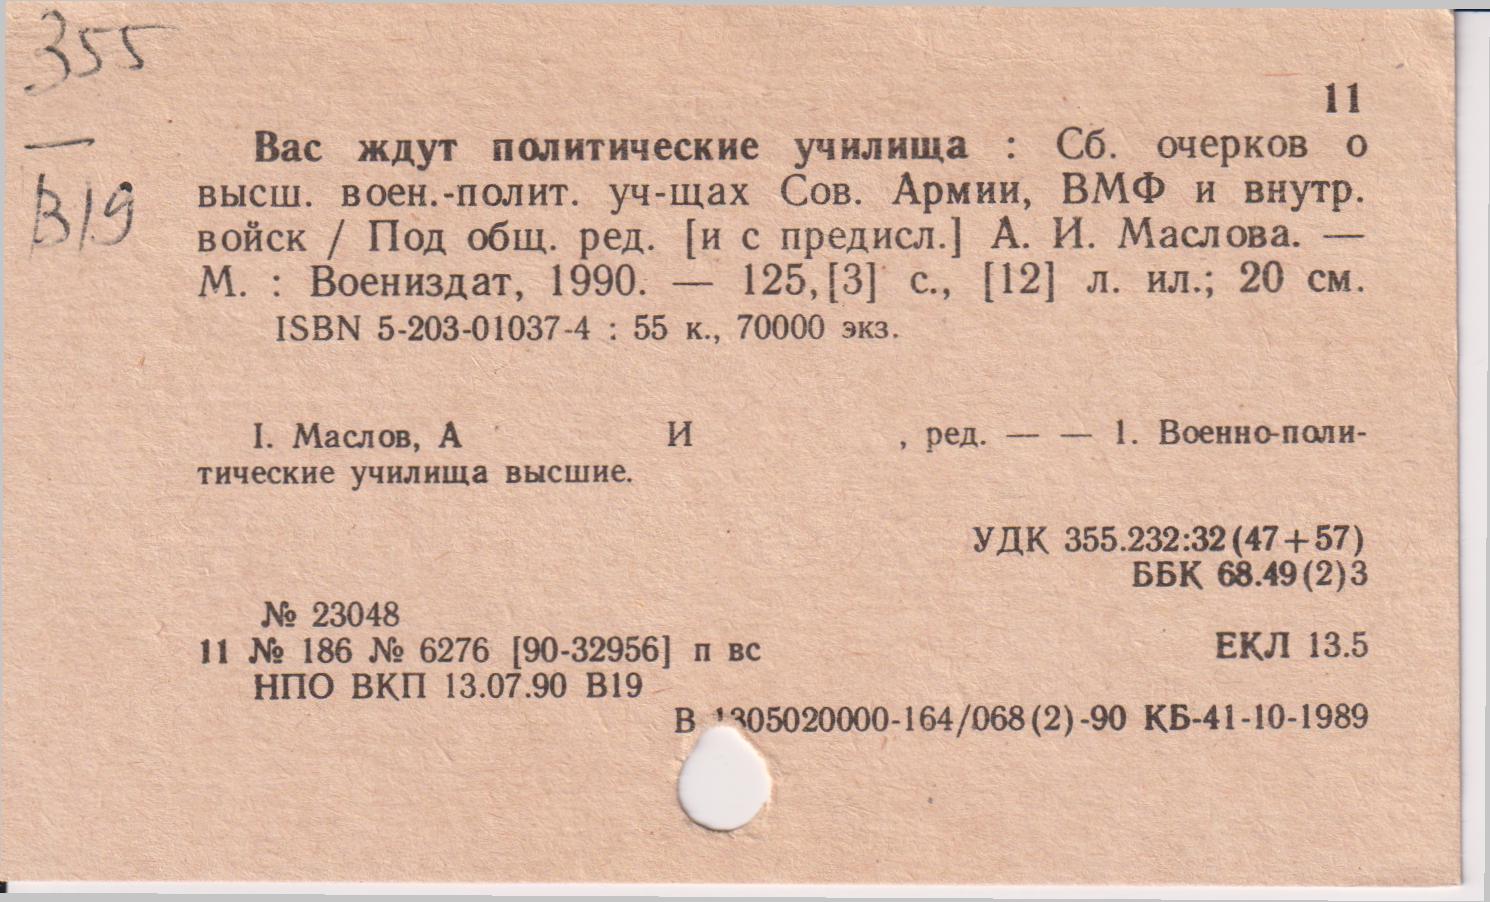 355
—
В19
11
Вас ждут политические училища : Сб. очерков о
высш. воен.-полит. уч-щах Сов. Армии, ВМФ и внутр.
войск / Под общ. ред. [и с предисл.] А. И. Маслова. —
М. : Воениздат, 1990. — 125,[3] с., [12] л. ил.; 20 см.
ISBN 5-203-01037-4 : 55 к., 70000 экз.
I. Маслов, А И , ред. — — 1. Военно-поли-
тические училища высшие.
УДК 355.232:32(47+57)
ББК 68.49(2)3
№ 23048
11 № 186 № 6276 [90-32956] п вс
ЕКЛ 13.5
НПО ВКП 13.07.90 В19
В 1305020000-164/068(2)-90 КБ-41-10-1989